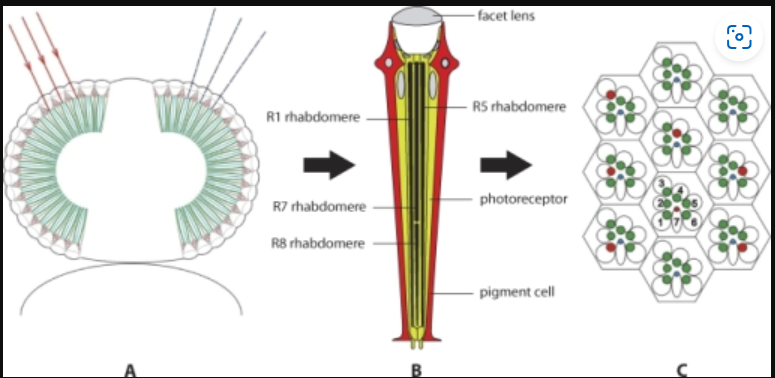 facet lens
R1 rhabdomere
R5 rhabdomere
R7 rhabdomere
photoreceptor
R8 rhabdomere
pigment cell
3 4
2 5
1 7 6
A B C